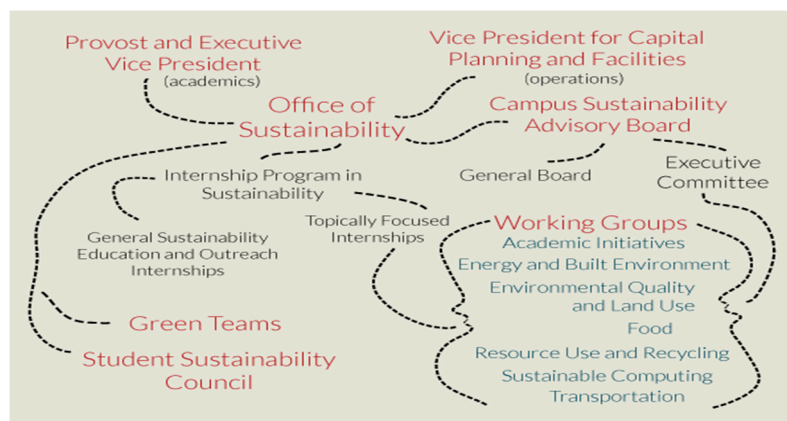 Provost and Executive
Vice President
(academics)
Vice President for Capital
Planning and Facilities
(operations)
Office of
Sustainability
Campus Sustainability
Advisory Board
Internship Program in
Sustainability
General Board
Executive
Committee
General Sustainability
Education and Outreach
Internships
Topically Focused
Internships
Working Groups
Academic Initiatives
Energy and Built Environment
Environmental Quality
and Land Use
Food
Resource Use and Recycling
Sustainable Computing
Transportation
Green Teams
Student Sustainability
Council